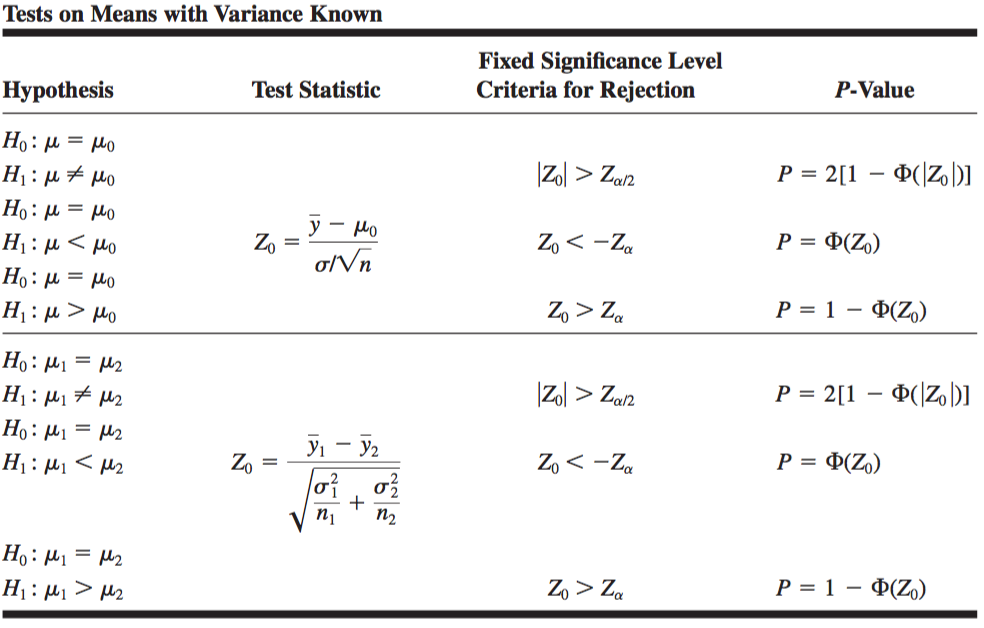 Tests on Means with Variance Known
Fixed Significance Level
Hypothesis Test Statistic Criteria for Rejection P-Value
H₀: μ = μ₀
H₁: μ ≠ μ₀ |Z₀| > Z_{α/2} P = 2[1 − Φ(|Z₀|)]
H₀: μ = μ₀
H₁: μ < μ₀ Z₀ = (ȳ − μ₀)/(σ/√n) Z₀ < −Z_α P = Φ(Z₀)
H₀: μ = μ₀
H₁: μ > μ₀ Z₀ > Z_α P = 1 − Φ(Z₀)
H₀: μ₁ = μ₂
H₁: μ₁ ≠ μ₂ |Z₀| > Z_{α/2} P = 2[1 − Φ(|Z₀|)]
H₀: μ₁ = μ₂
H₁: μ₁ < μ₂ Z₀ = (ȳ₁ − ȳ₂)/√(σ₁²/n₁ + σ₂²/n₂) Z₀ < −Z_α P = Φ(Z₀)
H₀: μ₁ = μ₂
H₁: μ₁ > μ₂ Z₀ > Z_α P = 1 − Φ(Z₀)